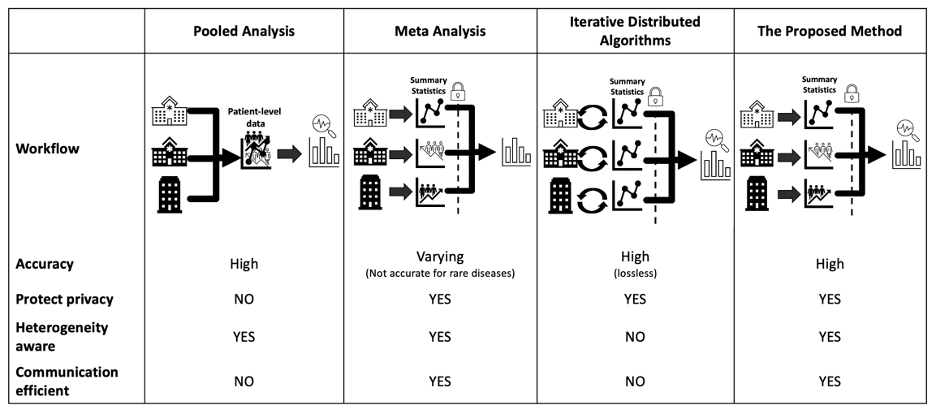 Pooled Analysis
Meta Analysis
Iterative Distributed
Algorithms
The Proposed Method
Workflow
Patient-level
data
Summary
Statistics
Summary
Statistics
Summary
Statistics
Accuracy
High
Varying
(Not accurate for rare diseases)
High
(lossless)
High
Protect privacy
NO
YES
YES
YES
Heterogeneity
aware
YES
YES
NO
YES
Communication
efficient
NO
YES
NO
YES